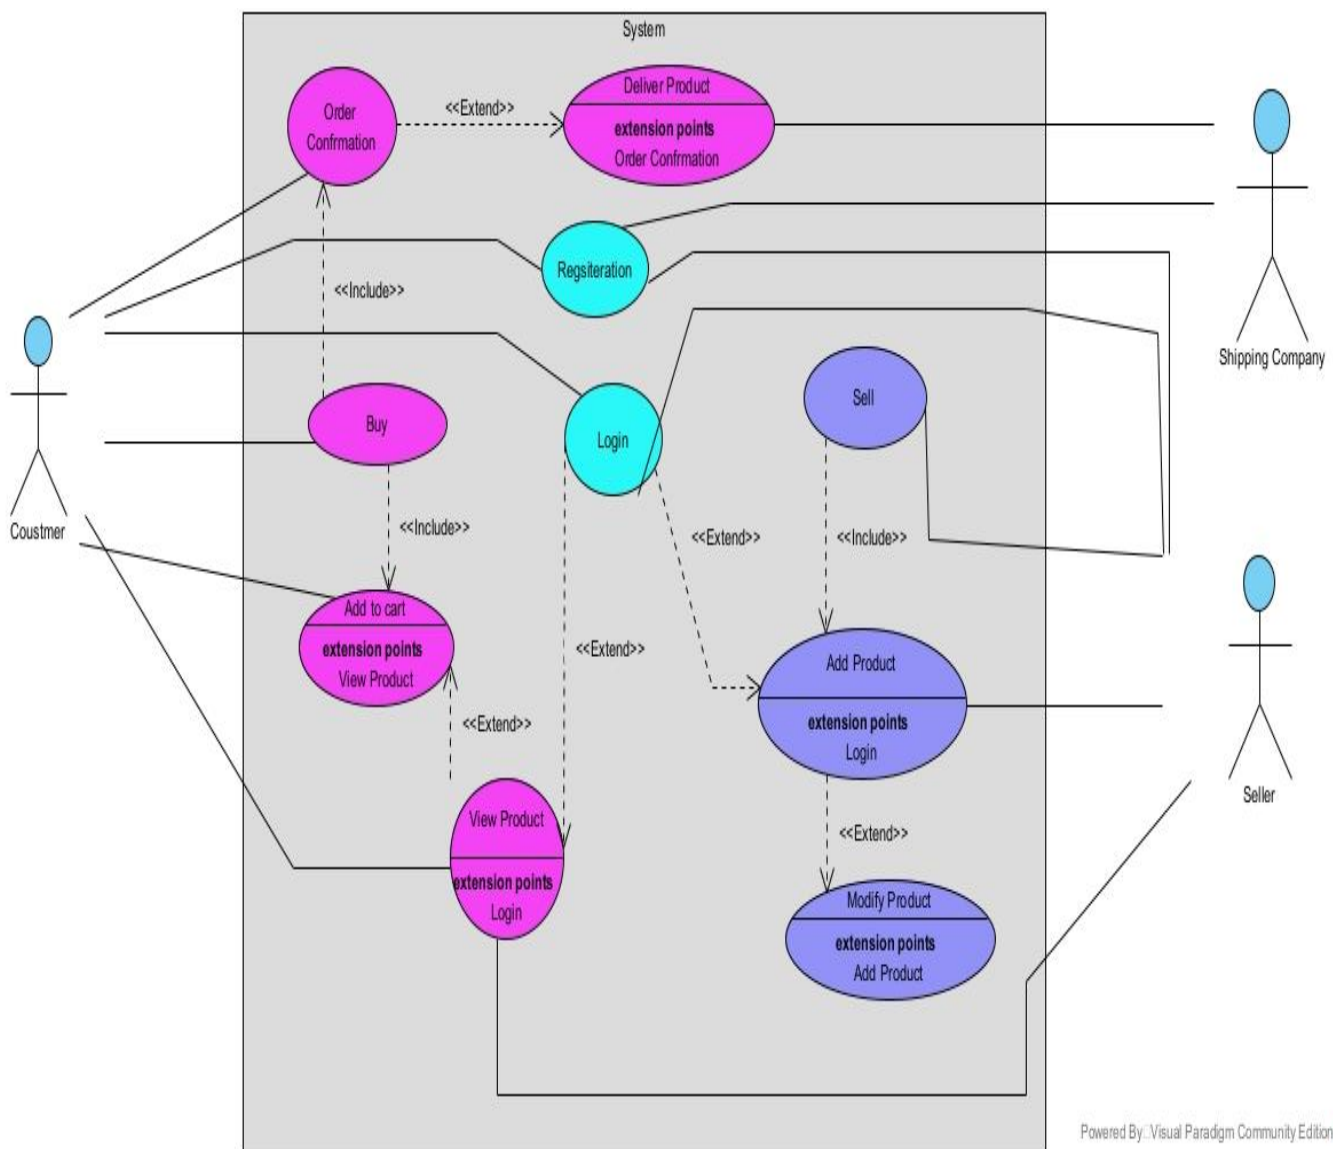 System
Order
Confrmation
<<Extend>>
Deliver Product
extension points
Order Confrmation
Regsiteration
<<Include>>
Shipping Company
Sell
Buy
Login
Coustmer
<<Include>>
<<Extend>>
<<Include>>
Add to cart
extension points
View Product
<<Extend>>
Add Product
extension points
Login
<<Extend>>
Seller
View Product
extension points
Login
<<Extend>>
Modify Product
extension points
Add Product
Powered By Visual Paradigm Community Edition